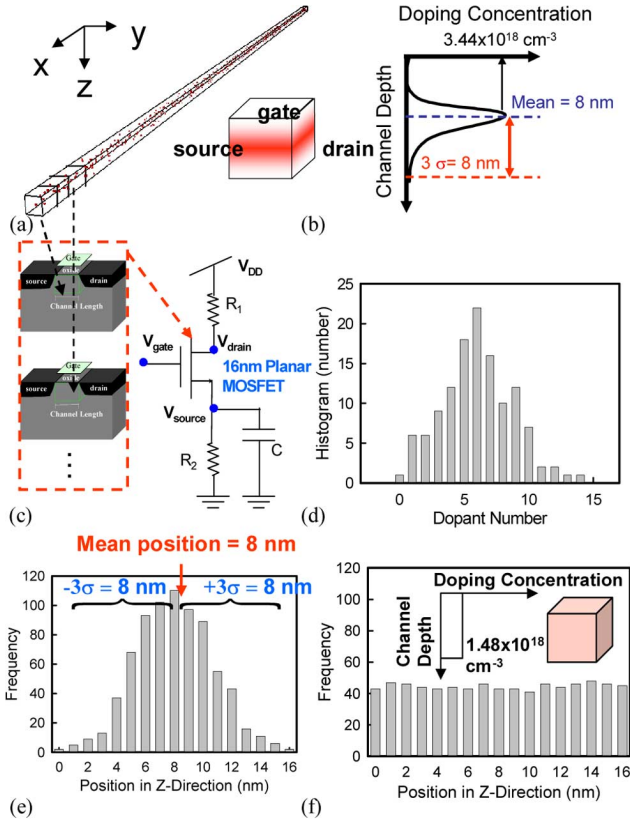 x
y
z
gate
source
drain
(a)
Doping Concentration
3.44x10¹⁸ cm⁻³
Channel Depth
Mean = 8 nm
3 σ= 8 nm
(b)
Gate
oxide
source
drain
Channel Length
Gate
oxide
source
drain
Channel Length
(c)
V_DD
R₁
V_gate
V_drain
16nm Planar
MOSFET
V_source
R₂
C
25
20
15
10
5
0
Histogram (number)
0
5
10
15
Dopant Number
(d)
Mean position = 8 nm
-3σ = 8 nm
+3σ = 8 nm
120
100
80
60
40
20
0
Frequency
0 2 4 6 8 10 12 14 16
Position in Z-Direction (nm)
(e)
120
100
80
60
40
20
0
Frequency
Doping Concentration
Channel
Depth
1.48x10¹⁸
cm⁻³
0 2 4 6 8 10 12 14 16
Position in Z-Direction (nm)
(f)